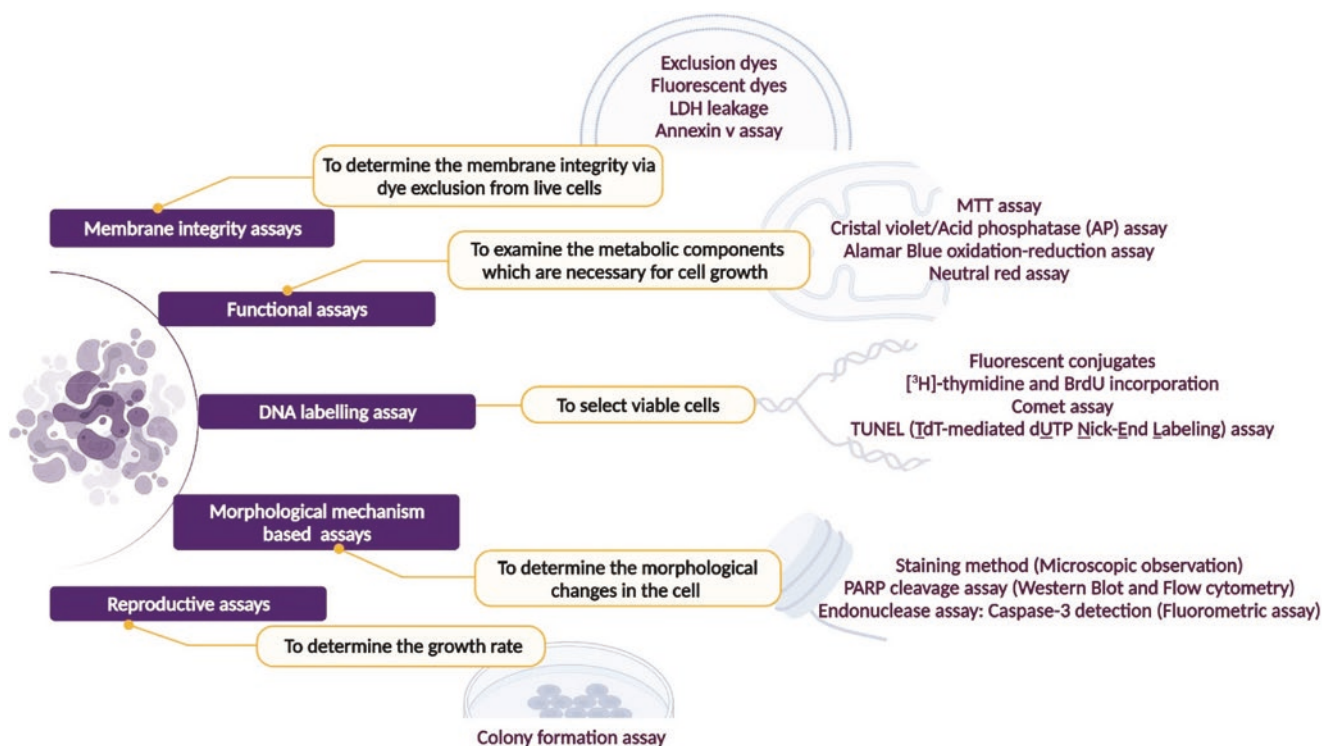 Exclusion dyes
Fluorescent dyes
LDH leakage
Annexin v assay
To determine the membrane integrity via
dye exclusion from live cells
Membrane integrity assays
MTT assay
Cristal violet/Acid phosphatase (AP) assay
Alamar Blue oxidation-reduction assay
Neutral red assay
To examine the metabolic components
which are necessary for cell growth
Functional assays
Fluorescent conjugates
[³H]-thymidine and BrdU incorporation
Comet assay
TUNEL (TdT-mediated dUTP Nick-End Labeling) assay
To select viable cells
DNA labelling assay
Morphological mechanism
based assays
To determine the morphological
changes in the cell
Staining method (Microscopic observation)
PARP cleavage assay (Western Blot and Flow cytometry)
Endonuclease assay: Caspase-3 detection (Fluorometric assay)
Reproductive assays
To determine the growth rate
Colony formation assay